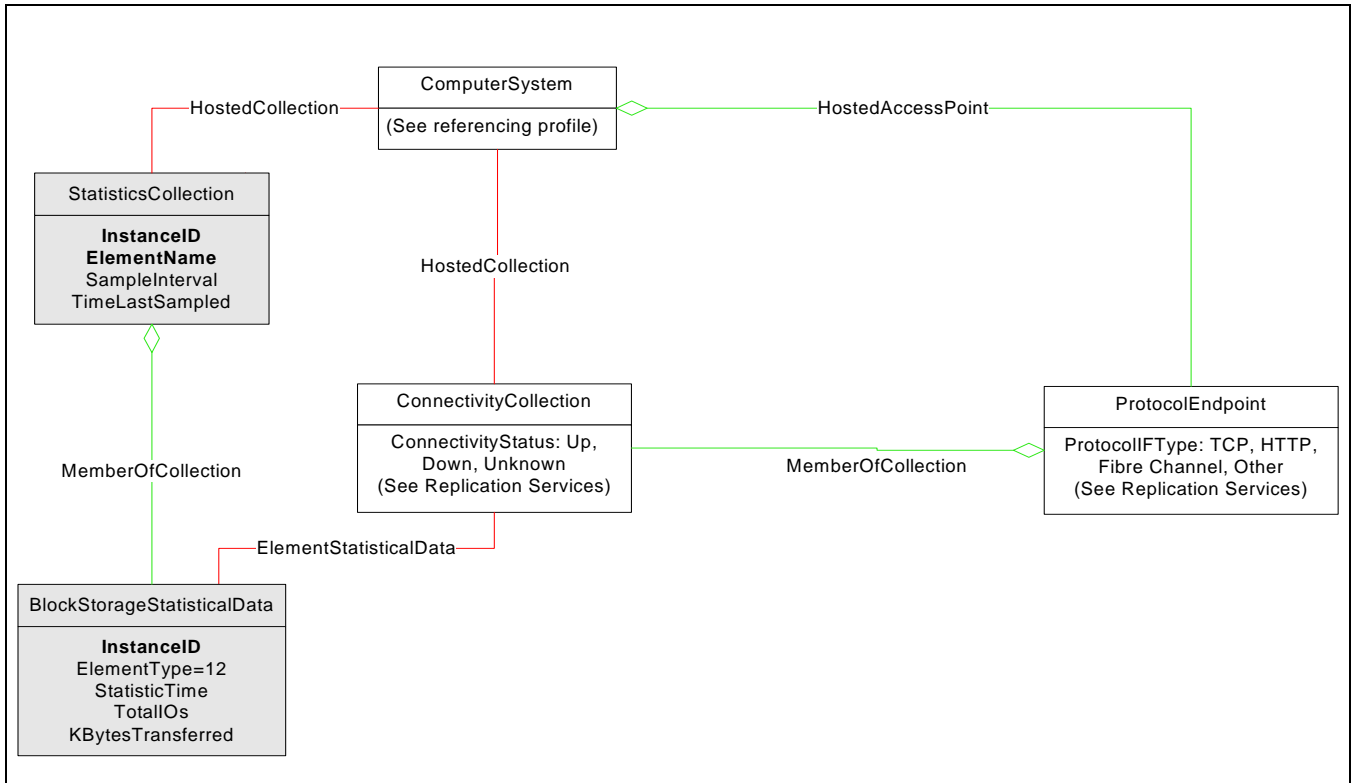 ComputerSystem
(See referencing profile)
HostedCollection
HostedAccessPoint
StatisticsCollection
InstanceID
ElementName
SampleInterval
TimeLastSampled
HostedCollection
ConnectivityCollection
ConnectivityStatus: Up,
Down, Unknown
(See Replication Services)
ProtocolEndpoint
ProtocolIFType: TCP, HTTP,
Fibre Channel, Other
(See Replication Services)
MemberOfCollection
MemberOfCollection
ElementStatisticalData
BlockStorageStatisticalData
InstanceID
ElementType=12
StatisticTime
TotalIOs
KBytesTransferred